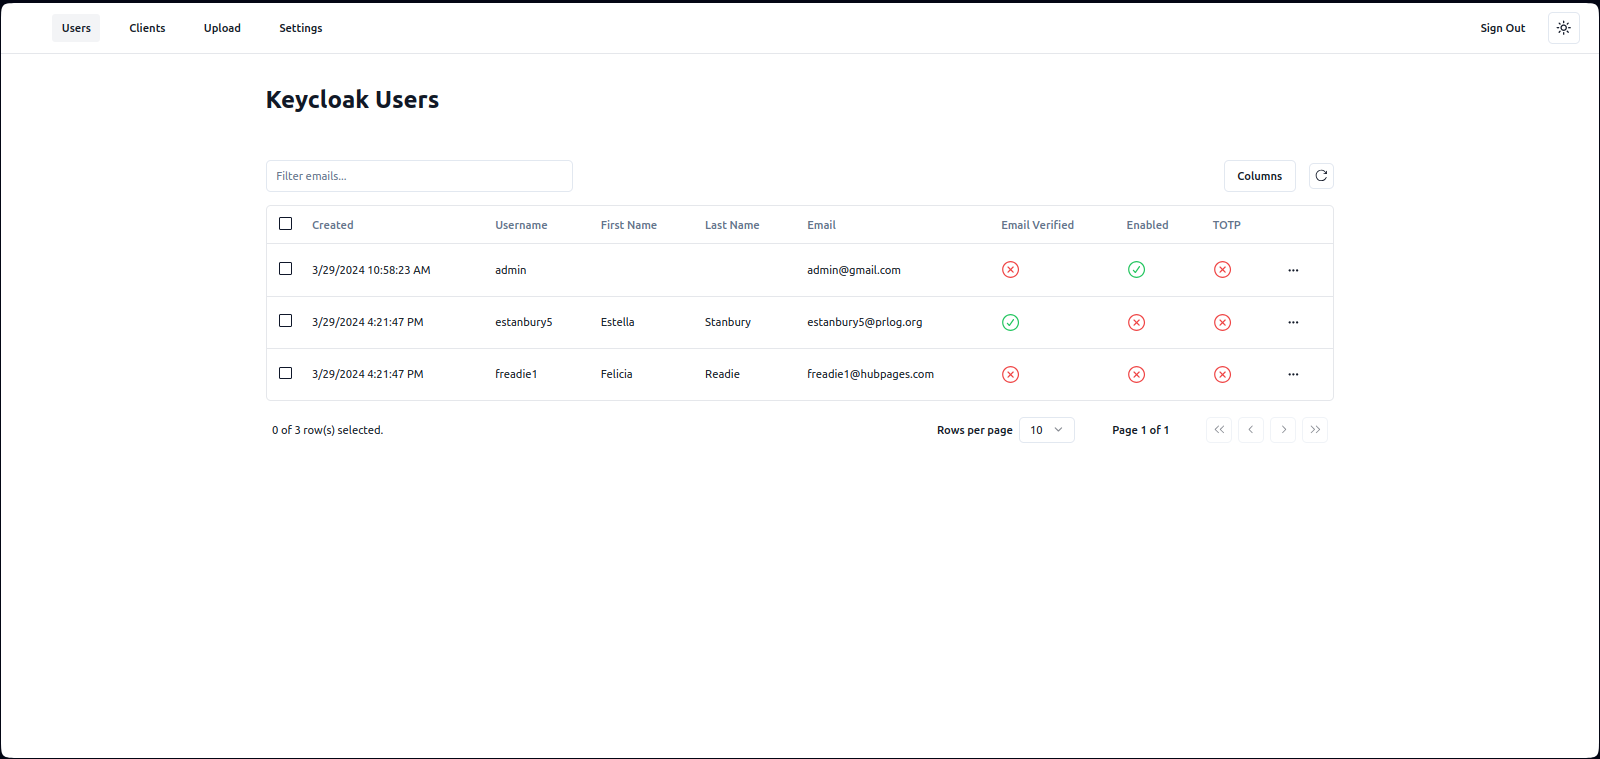 Users Clients Upload Settings Sign Out
Keycloak Users
Filter emails... Columns
Created Username First Name Last Name Email Email Verified Enabled TOTP
3/29/2024 10:58:23 AM admin admin@gmail.com ...
3/29/2024 4:21:47 PM estanbury5 Estella Stanbury estanbury5@prlog.org ...
3/29/2024 4:21:47 PM freadie1 Felicia Readie freadie1@hubpages.com ...
0 of 3 row(s) selected. Rows per page 10 Page 1 of 1